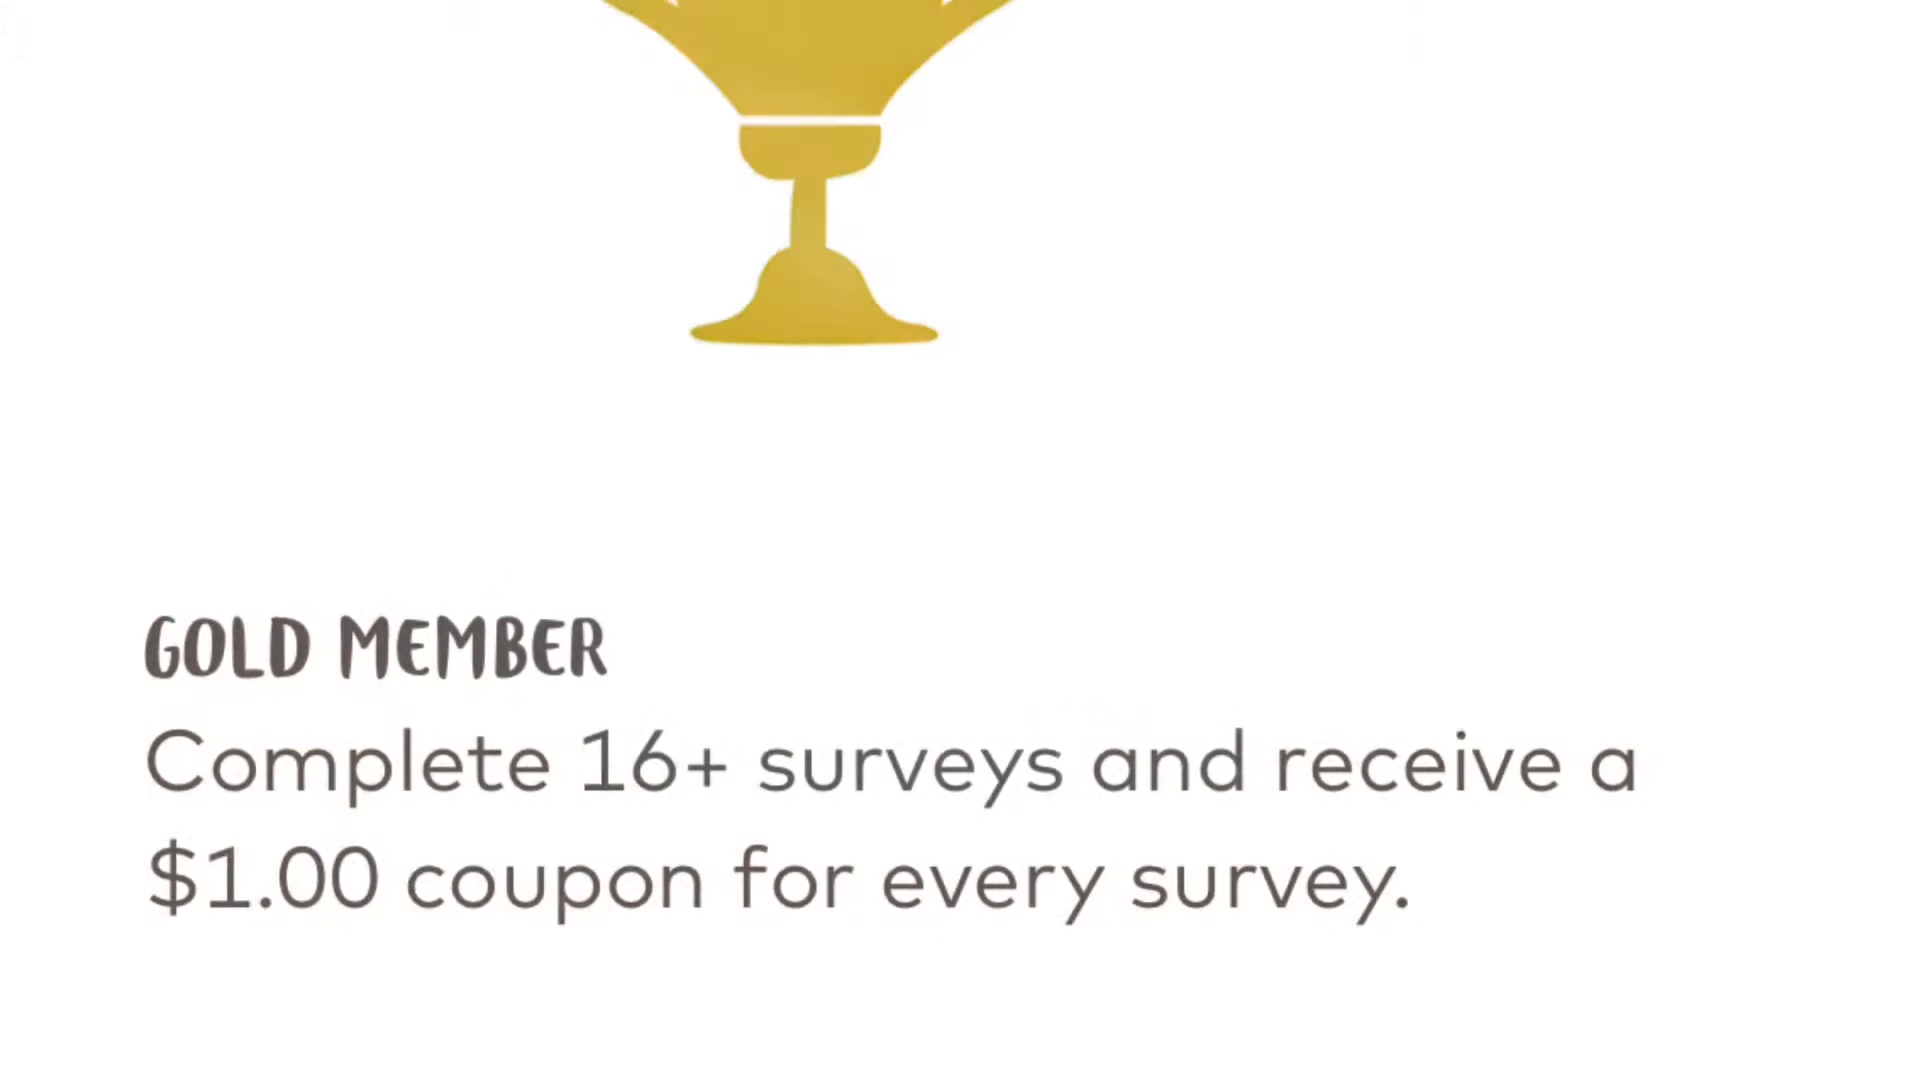 GOLD MEMBER
Complete 16+ surveys and receive a
$1.00 coupon for every survey.